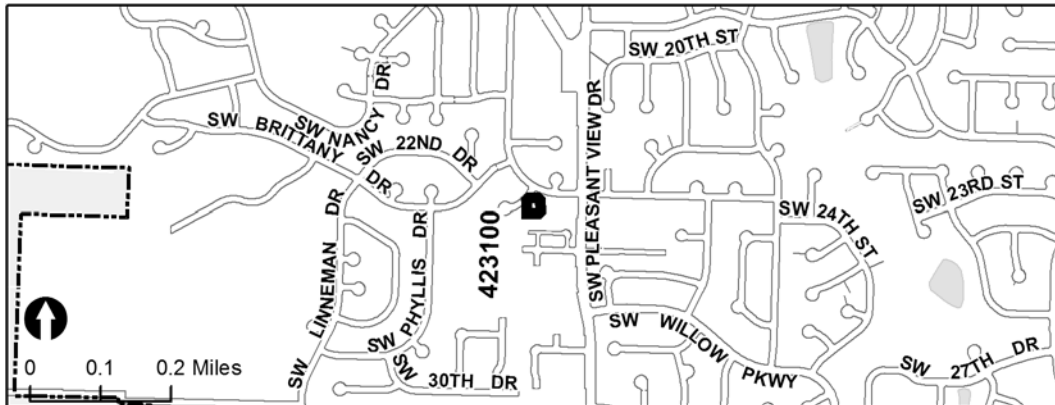 SW 20TH ST
SW PLEASANT VIEW DR
SW NANCY DR
SW BRITTANY DR
SW 22ND DR
SW 23RD ST
SW 24TH ST
423100
SW LINNEMAN DR
SW PHYLLIS DR
SW WILLOW PKWY
SW 30TH DR
SW 27TH DR
0 0.1 0.2 Miles